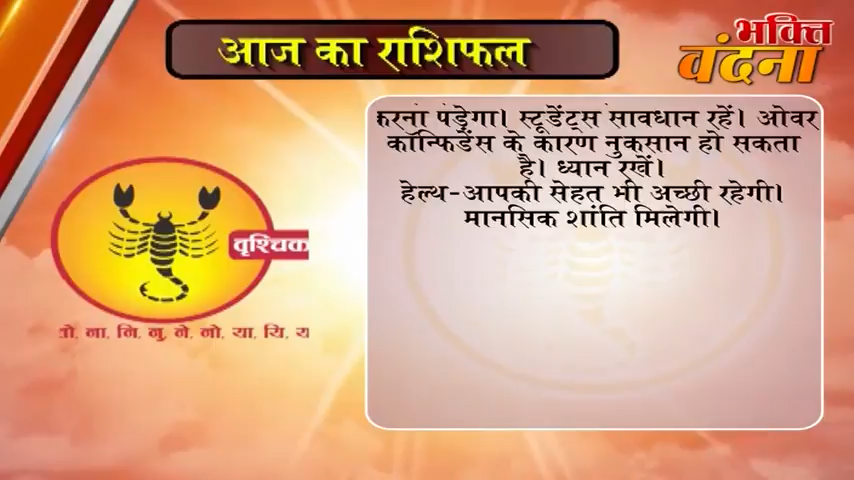 आज का राशिफल
भक्ति
वंदना
करना पड़ेगा। स्टूडेंट्स सावधान रहें। ओवर
कॉन्फिडेंस के कारण नुकसान हो सकता
है। ध्यान रखें।
हेल्थ-आपकी सेहत भी अच्छी रहेगी।
मानसिक शांति मिलेगी।
वृश्चिक
ना, नि, नु, ने, नो, या, यि,